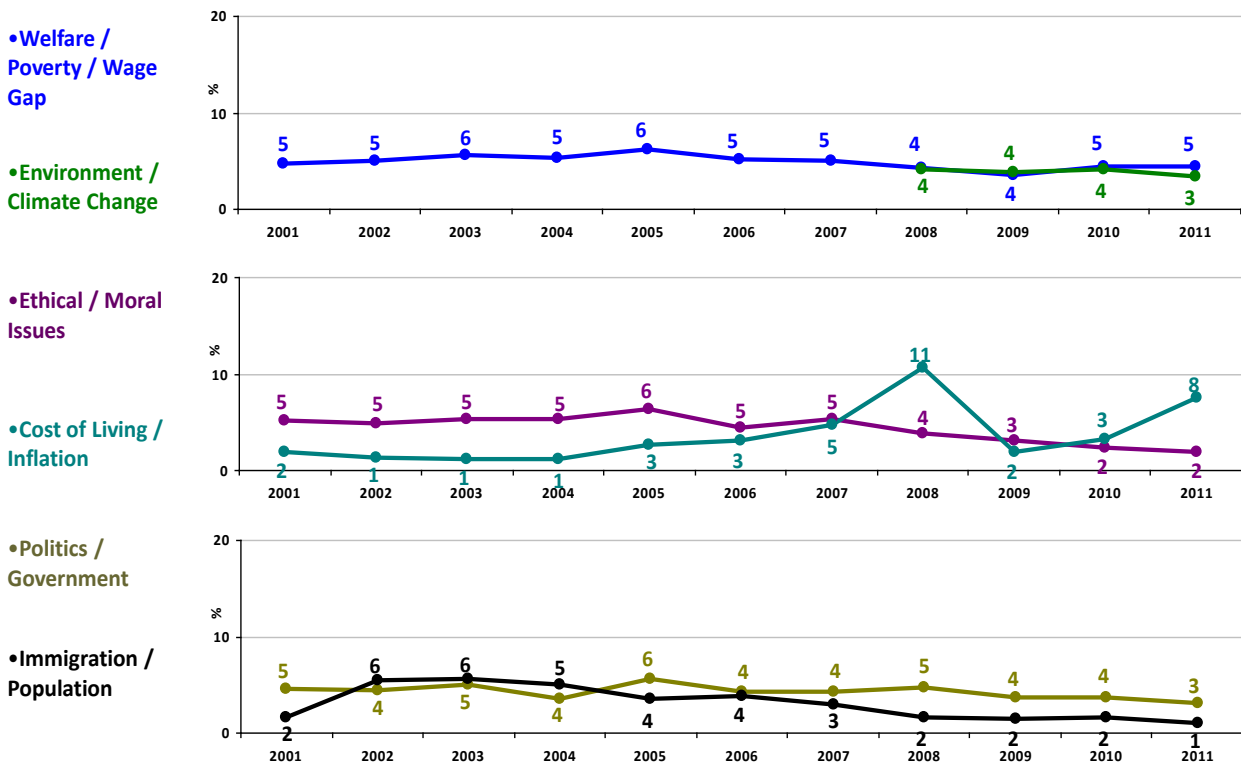 •Welfare /
Poverty / Wage
Gap
•Environment /
Climate Change
20
%
10
0
5 5 6 5 6 5 5 4 4 5 5
4 4 4 3
2001 2002 2003 2004 2005 2006 2007 2008 2009 2010 2011
•Ethical / Moral
Issues
•Cost of Living /
Inflation
20
%
10
0
5 5 5 5 6 5 5 11 3 3 8
4
2 1 1 1 3 3 5 2 2 2
2001 2002 2003 2004 2005 2006 2007 2008 2009 2010 2011
•Politics /
Government
•Immigration /
Population
20
%
10
0
5 6 6 5 6 4 4 5 4 4 3
2 4 5 4 4 4 3 2 2 2 1
2001 2002 2003 2004 2005 2006 2007 2008 2009 2010 2011